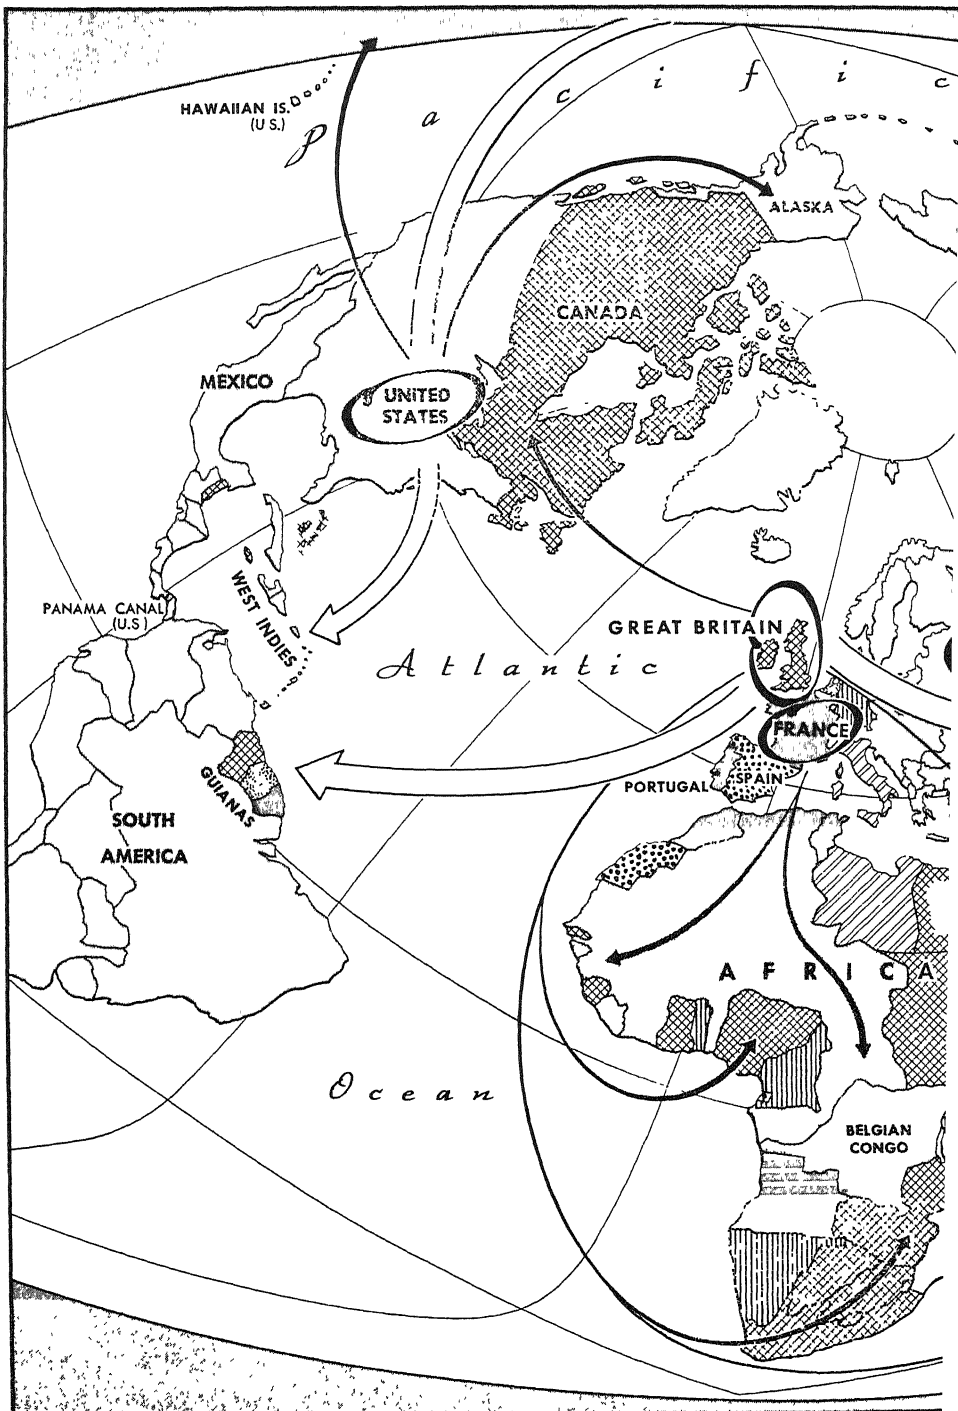 Pacific
HAWAIIAN IS.
(U S.)
ALASKA
CANADA
MEXICO
UNITED
STATES
WEST INDIES
PANAMA CANAL
(U.S)
GREAT BRITAIN
Atlantic
FRANCE
SPAIN
PORTUGAL
GUIANAS
SOUTH
AMERICA
AFRICA
Ocean
BELGIAN
CONGO